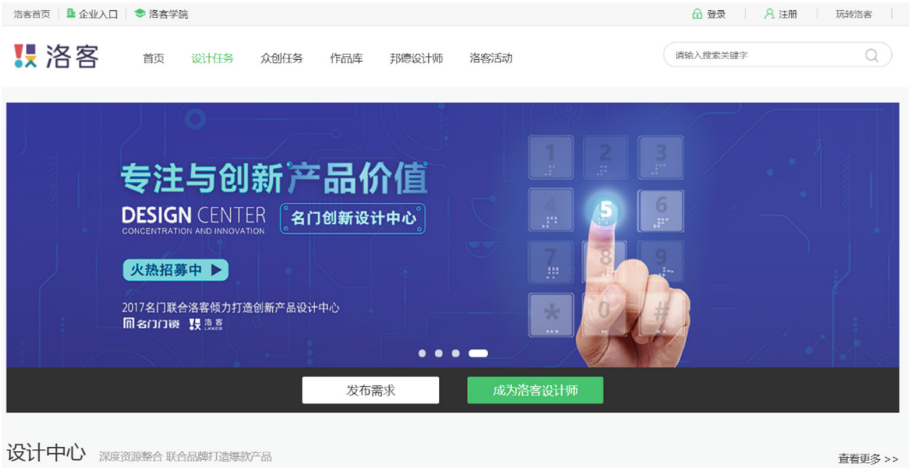 洛客首页 企业入口 洛客学院 登录 注册 玩转洛客
洛客 首页 设计任务 众创任务 作品库 邦德设计师 洛客活动 请输入搜索关键字
专注与创新产品价值
DESIGN CENTER
CONCENTRATION AND INNOVATION
名门创新设计中心
火热招募中
2017名门联合洛客倾力打造创新产品设计中心
名门门锁 洛客
1 2 3
4 5 6
7 8 9
* 0 #
发布需求 成为洛客设计师
设计中心 深度资源整合 联合品牌打造爆款产品 查看更多 >>